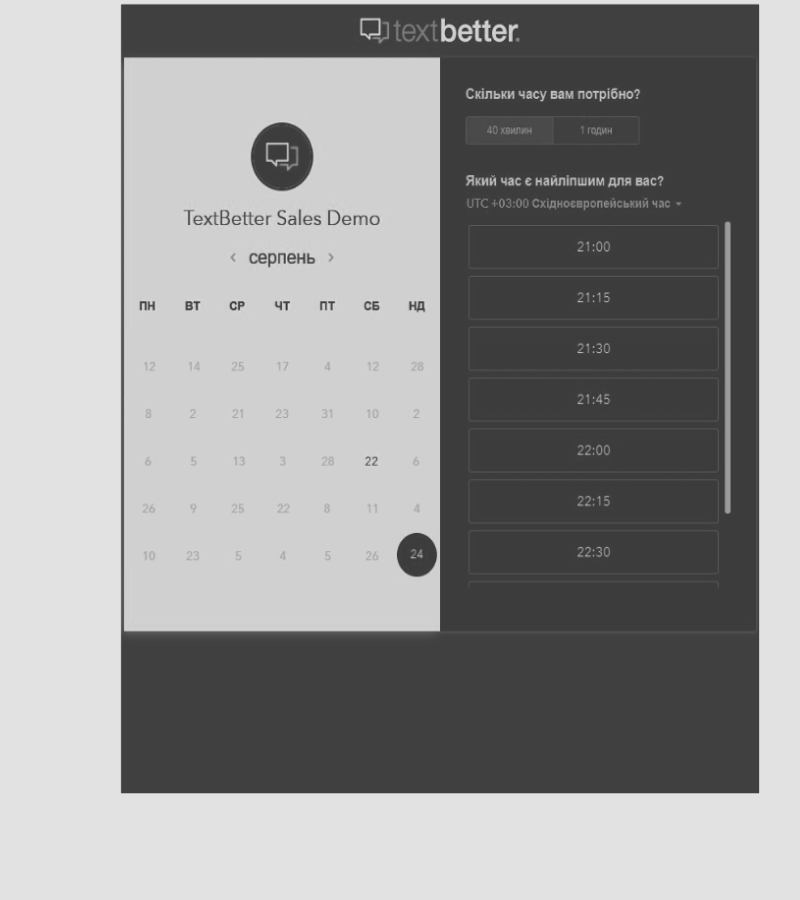 textbetter.
TextBetter Sales Demo
‹ серпень ›
ПН ВТ СР ЧТ ПТ СБ НД
12 14 25 17 4 12 28
8 2 21 23 31 10 2
6 5 13 3 28 22 6
26 9 25 22 8 11 4
10 23 5 4 5 26 24
Скільки часу вам потрібно?
40 хвилин 1 годин
Який час є найліпшим для вас?
UTC +03:00 Східноєвропейський час
21:00
21:15
21:30
21:45
22:00
22:15
22:30